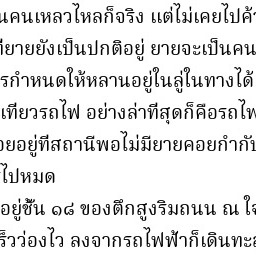 นคนเหลวไหลก็จริง แต่ไม่เคยไปค้
ที่ยายยังเป็นปกติอยู่ ยายจะเป็นคน
รกำหนดให้หลานอยู่ในลู่ในทางได้
เที่ยวรถไฟ อย่างล่าที่สุดก็คือรถไฟ
อยู่ที่สถานีพอไม่มียายคอยกำกับ
ไปหมด
อยู่ชั้น ๑๘ ของตึกสูงริมถนน ณ ใจ
ร็วว่องไว ลงจากรถไฟฟ้าก็เดินทะ